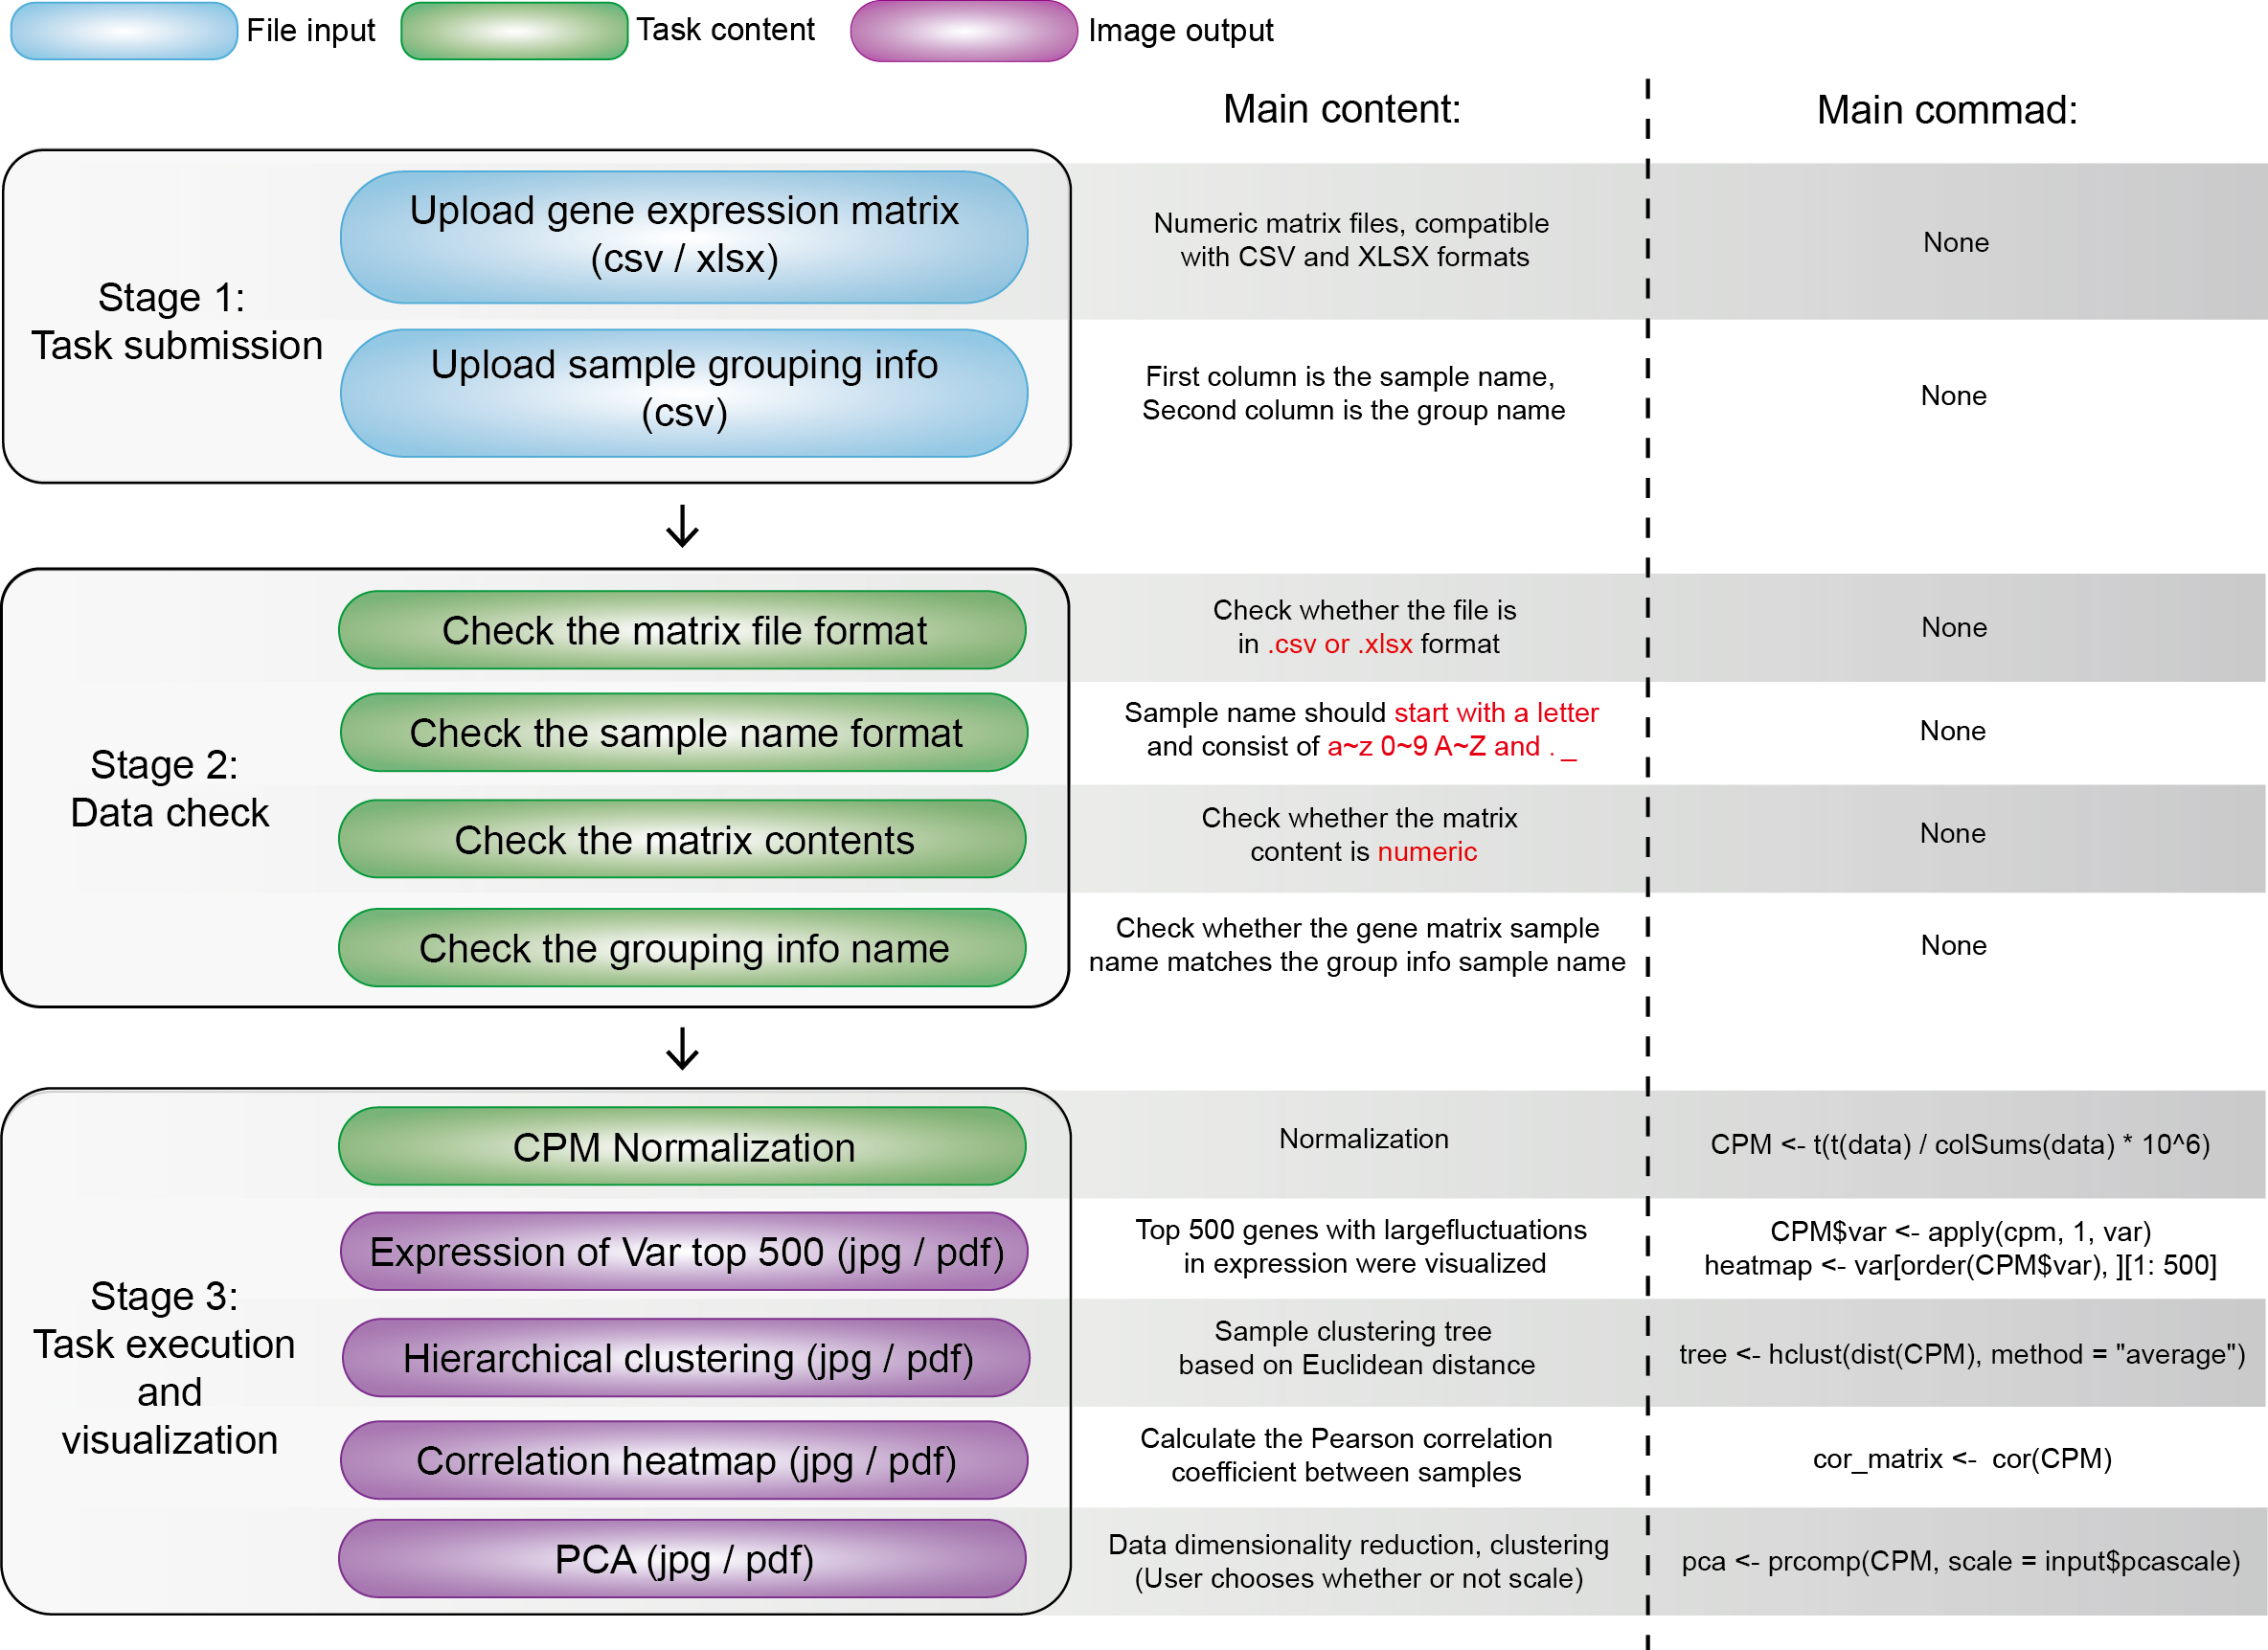 File input
Task content
Image output
Main content:
Main commad:
Stage 1:
Task submission
Upload gene expression matrix
(csv / xlsx)
Numeric matrix files, compatible
with CSV and XLSX formats
None
Upload sample grouping info
(csv)
First column is the sample name,
Second column is the group name
None
Stage 2:
Data check
Check the matrix file format
Check whether the file is
in .csv or .xlsx format
None
Check the sample name format
Sample name should start with a letter
and consist of a~z 0~9 A~Z and . _
None
Check the matrix contents
Check whether the matrix
content is numeric
None
Check the grouping info name
Check whether the gene matrix sample
name matches the group info sample name
None
Stage 3:
Task execution
and
visualization
CPM Normalization
Normalization
CPM <- t(t(data) / colSums(data) * 10^6)
Expression of Var top 500 (jpg / pdf)
Top 500 genes with largefluctuations
in expression were visualized
CPM$var <- apply(cpm, 1, var)
heatmap <- var[order(CPM$var), ][1: 500]
Hierarchical clustering (jpg / pdf)
Sample clustering tree
based on Euclidean distance
tree <- hclust(dist(CPM), method = "average")
Correlation heatmap (jpg / pdf)
Calculate the Pearson correlation
coefficient between samples
cor_matrix <-  cor(CPM)
PCA (jpg / pdf)
Data dimensionality reduction, clustering
(User chooses whether or not scale)
pca <- prcomp(CPM, scale = input$pcascale)